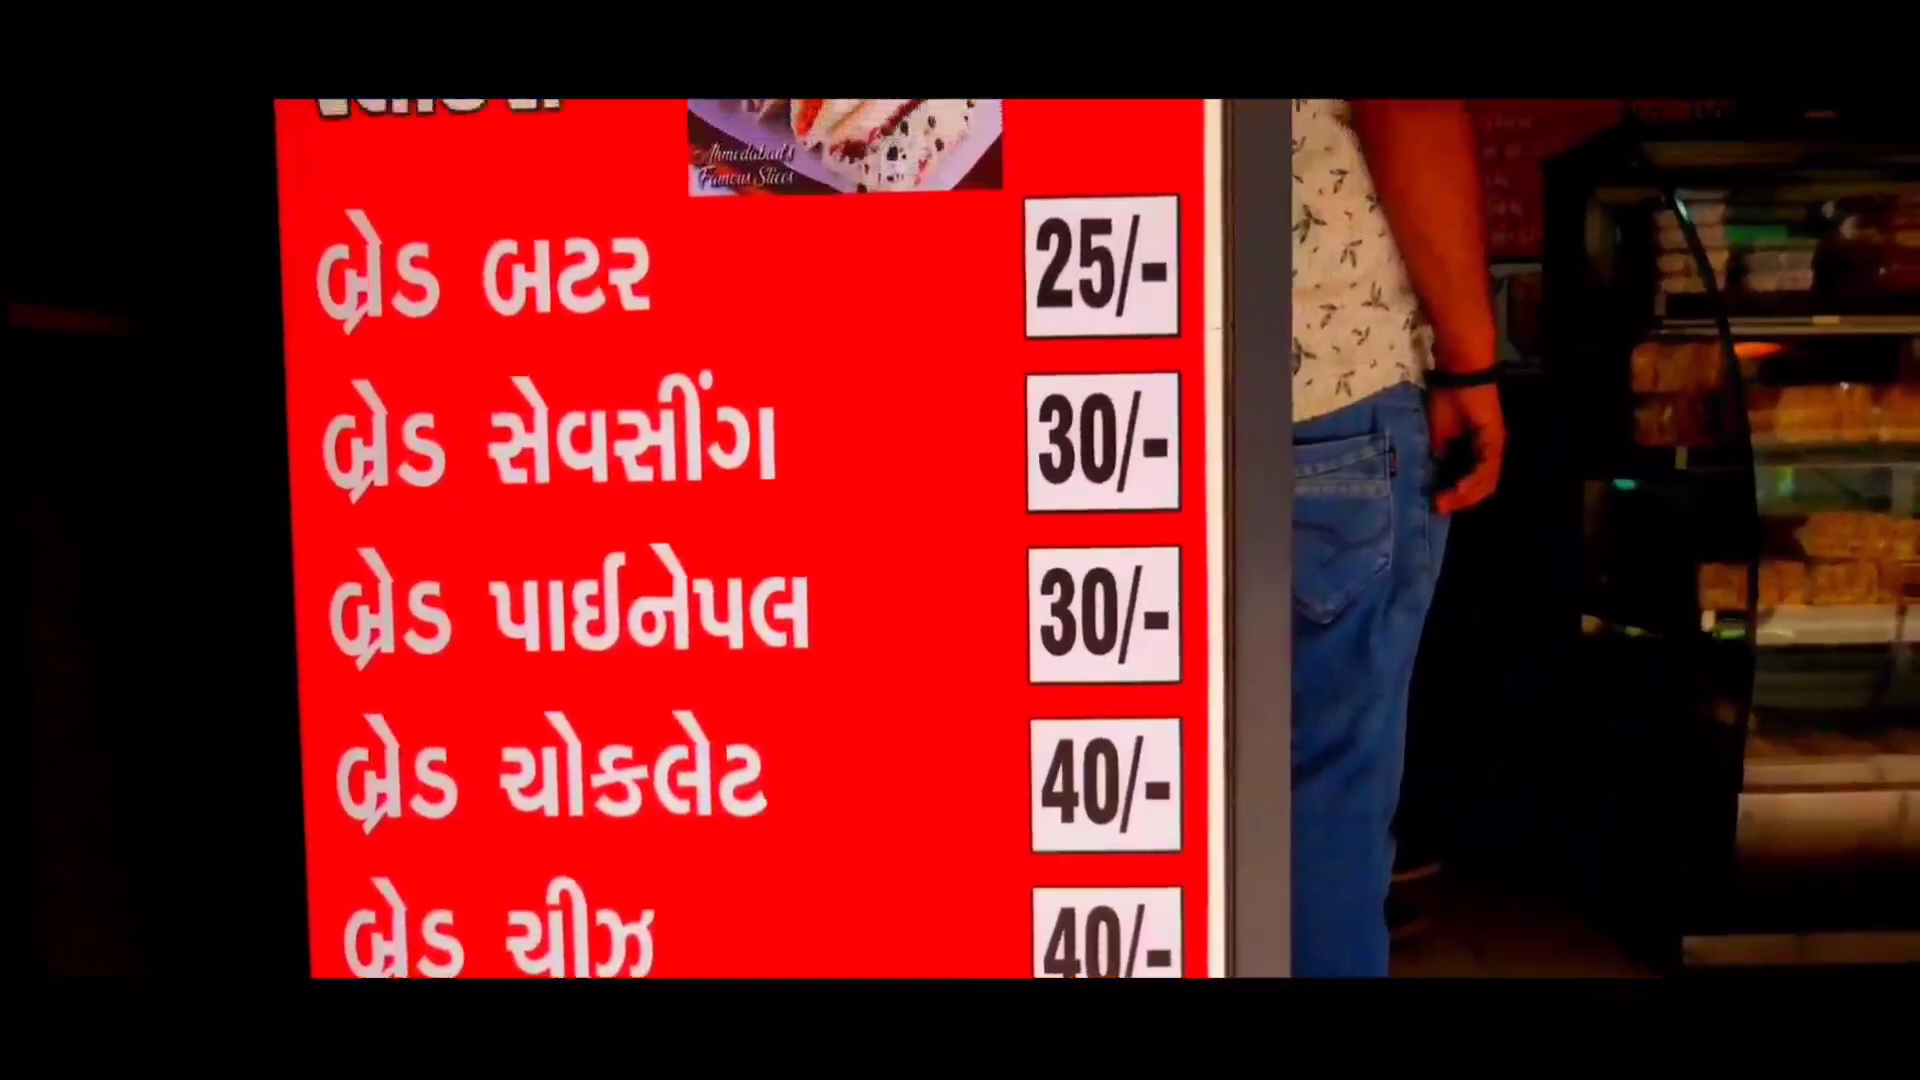 Ahmedabad's
Famous Slices
બ્રેડ બટર 25/-
બ્રેડ સેવસીંગ 30/-
બ્રેડ પાઈનેપલ 30/-
બ્રેડ ચોકલેટ 40/-
બ્રેડ ચીઝ 40/-